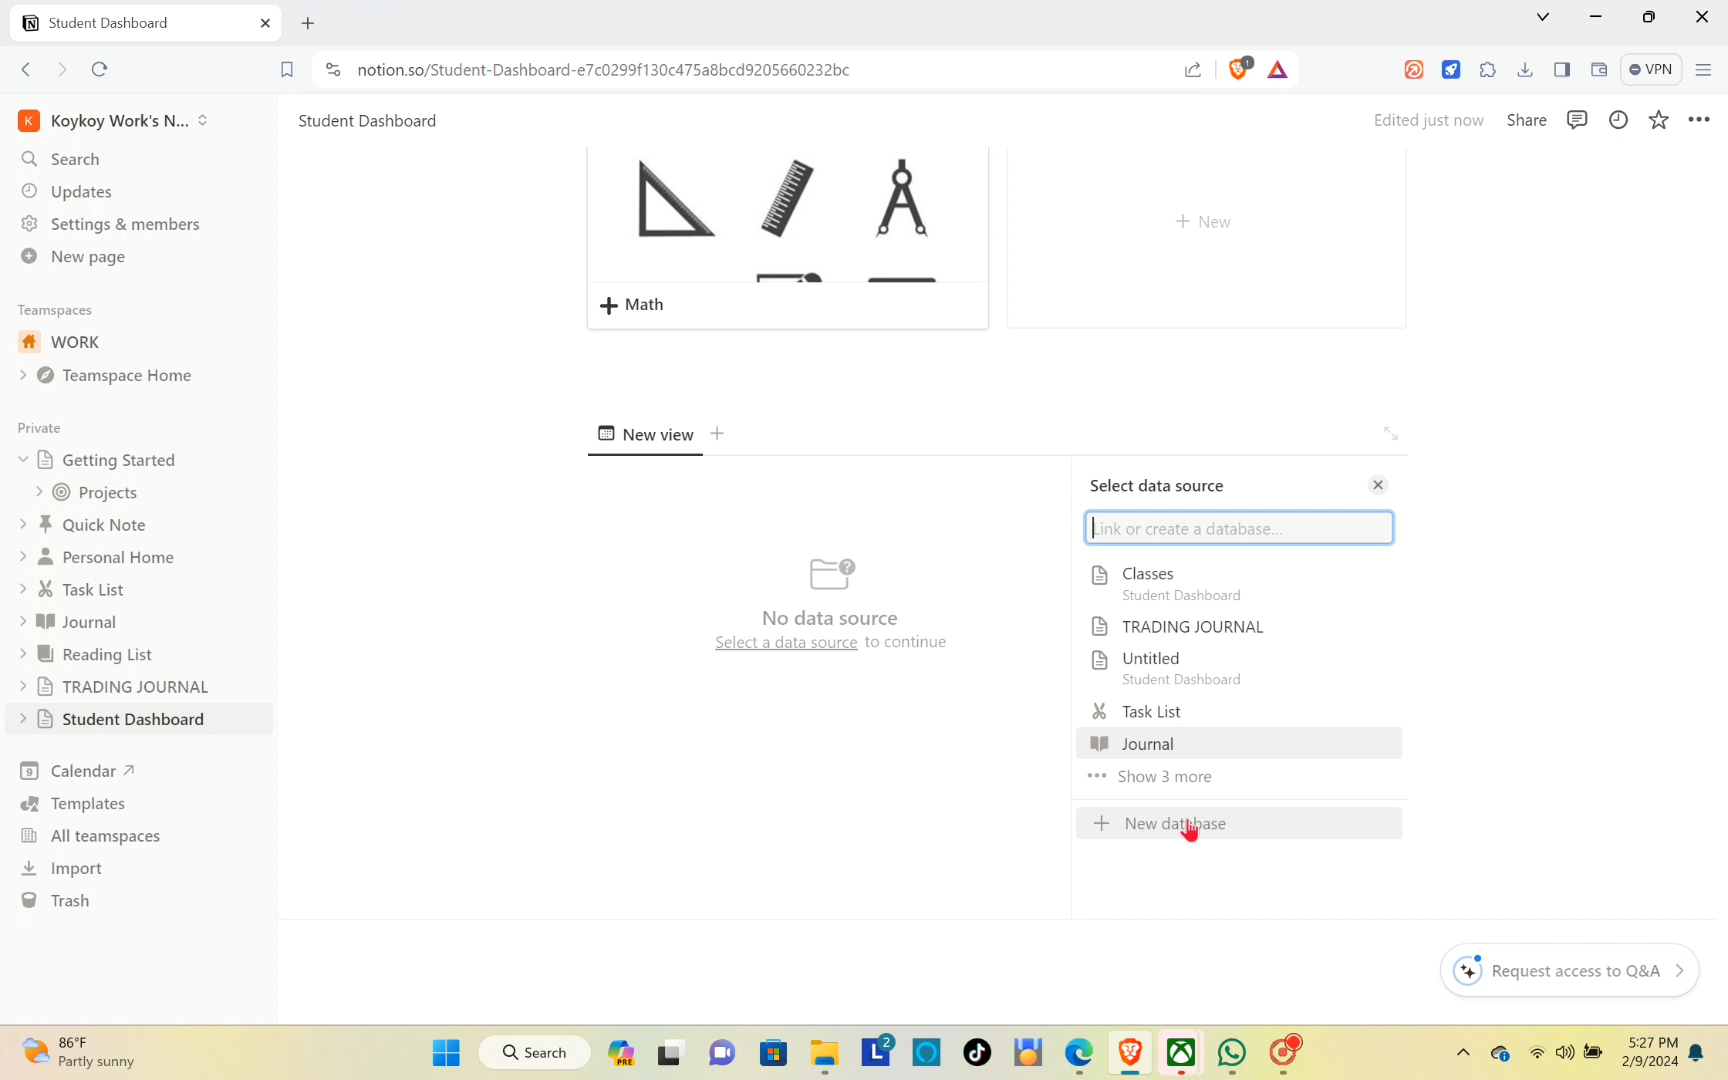 Student Dashboard
notion.so/Student-Dashboard-e7c0299f130c475a8bcd9205660232bc
1
VPN
K Koykoy Work's N...
Student Dashboard
Edited just now
Share
Search
Updates
Settings & members
New page
Teamspaces
WORK
Teamspace Home
Private
Getting Started
Projects
Quick Note
Personal Home
Task List
Journal
Reading List
TRADING JOURNAL
Student Dashboard
9 Calendar
Templates
All teamspaces
Import
Trash
+ New
Math
New view +
No data source
Select a data source to continue
Select data source
Link or create a database...
Classes
Student Dashboard
TRADING JOURNAL
Untitled
Student Dashboard
Task List
Journal
Show 3 more
+ New database
Request access to Q&A
86°F
Partly sunny
Search
PRE
L 2
5:27 PM
2/9/2024